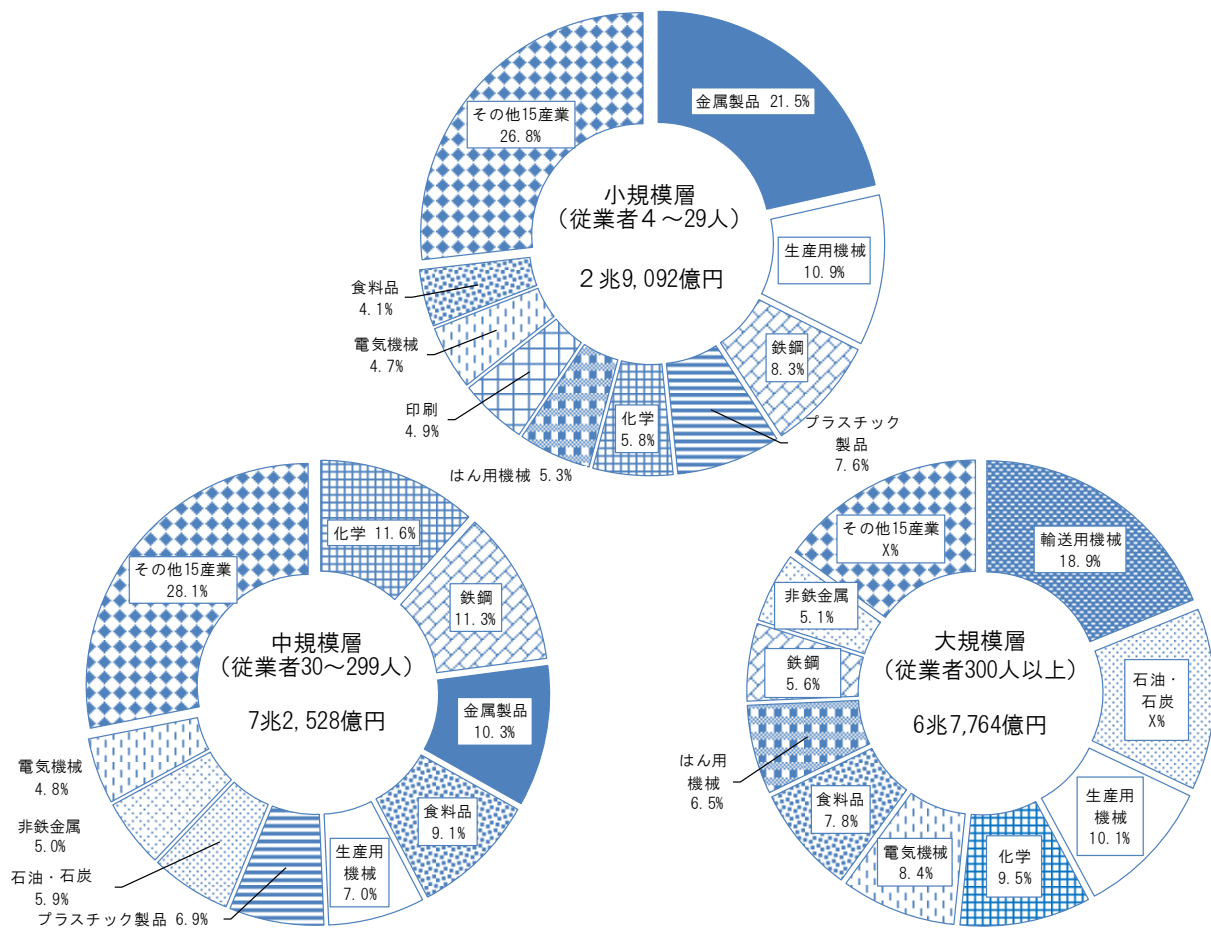 小規模層
（従業者４～29人）
２兆9,092億円
金属製品 21.5%
生産用機械
10.9%
鉄鋼
8.3%
プラスチック
製品
7.6%
化学
5.8%
はん用機械 5.3%
印刷
4.9%
電気機械
4.7%
食料品
4.1%
その他15産業
26.8%
中規模層
（従業者30～299人）
7兆2,528億円
化学 11.6%
鉄鋼
11.3%
金属製品
10.3%
食料品
9.1%
生産用
機械
7.0%
プラスチック製品 6.9%
石油・石炭
5.9%
非鉄金属
5.0%
電気機械
4.8%
その他15産業
28.1%
大規模層
（従業者300人以上）
6兆7,764億円
輸送用機械
18.9%
石油・
石炭
X%
生産用
機械
10.1%
化学
9.5%
電気機械
8.4%
食料品
7.8%
はん用
機械
6.5%
鉄鋼
5.6%
非鉄金属
5.1%
その他15産業
X%